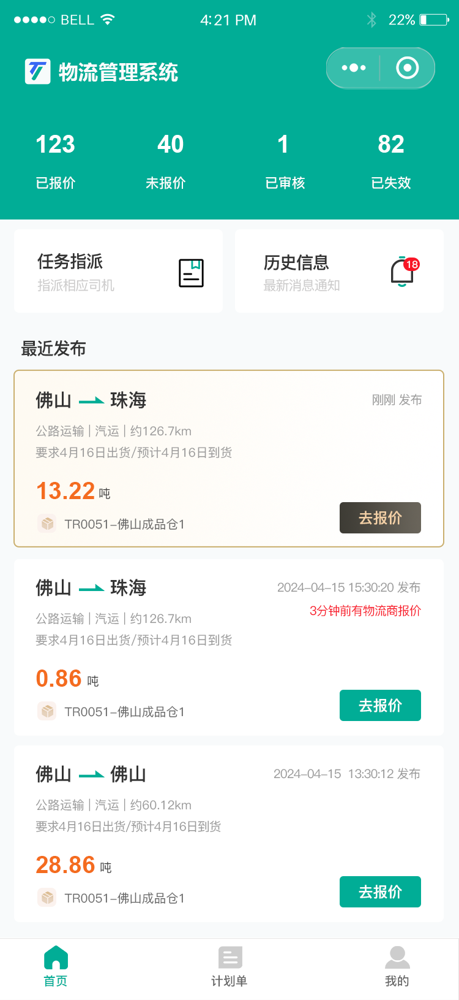 BELL 4:21 PM 22%
物流管理系统
123 40 1 82
已报价 未报价 已审核 已失效
任务指派
指派相应司机
历史信息
最新消息通知
18
最近发布
佛山 珠海 刚刚 发布
公路运输 | 汽运 | 约126.7km
要求4月16日出货/预计4月16日到货
13.22 吨
TR0051-佛山成品仓1
去报价
佛山 珠海 2024-04-15 15:30:20 发布
3分钟前有物流商报价
公路运输 | 汽运 | 约126.7km
要求4月16日出货/预计4月16日到货
0.86 吨
TR0051-佛山成品仓1
去报价
佛山 佛山 2024-04-15 13:30:12 发布
公路运输 | 汽运 | 约60.12km
要求4月16日出货/预计4月16日到货
28.86 吨
TR0051-佛山成品仓1
去报价
首页 计划单 我的